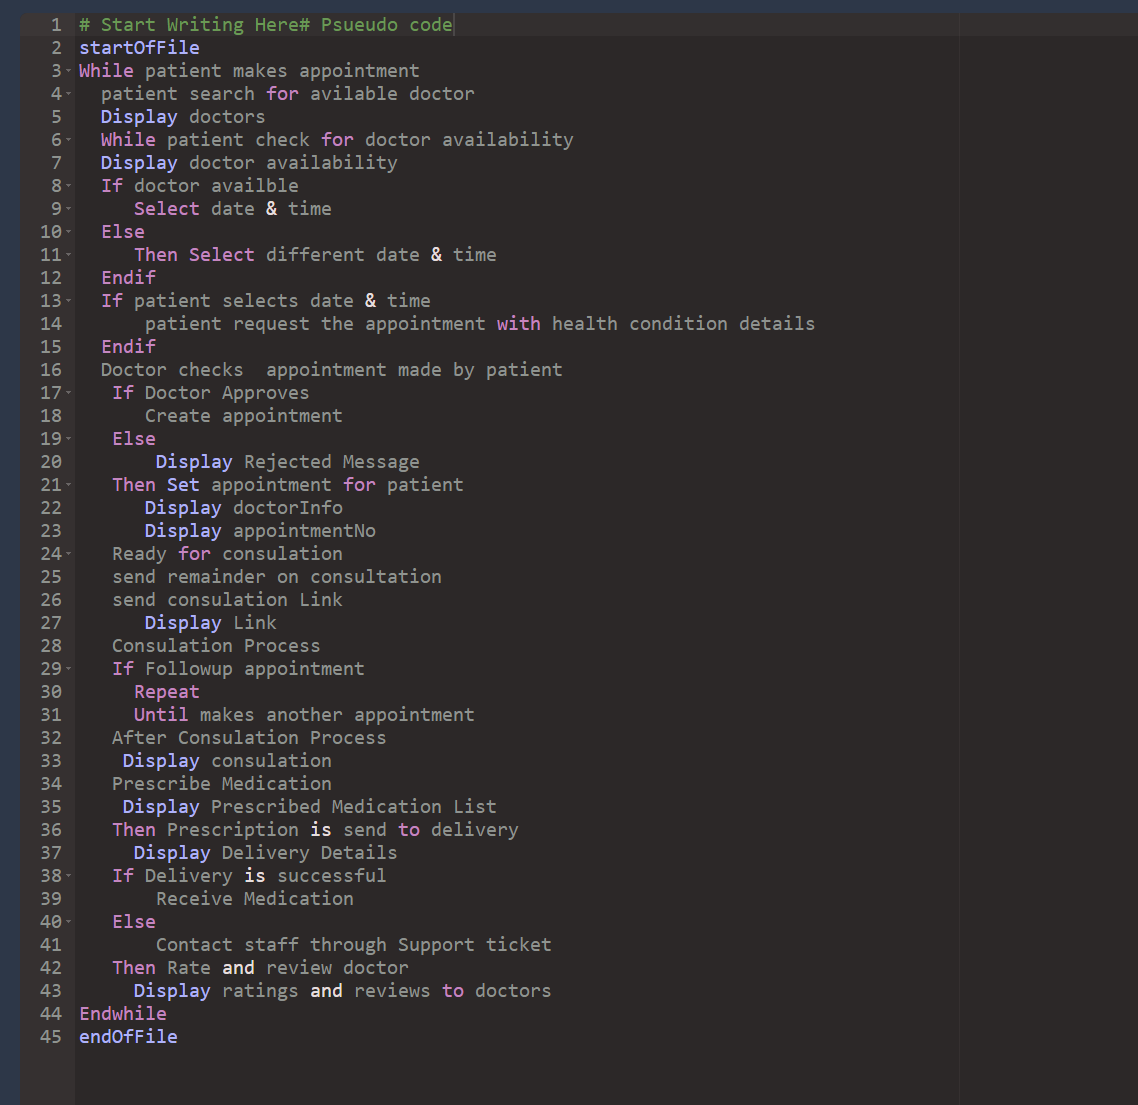 1 # Start Writing Here# Psueudo code
2 startOfFile
3 While patient makes appointment
4 patient search for avilable doctor
5 Display doctors
6 While patient check for doctor availability
7 Display doctor availability
8 If doctor availble
9 Select date & time
10 Else
11 Then Select different date & time
12 Endif
13 If patient selects date & time
14 patient request the appointment with health condition details
15 Endif
16 Doctor checks  appointment made by patient
17 If Doctor Approves
18 Create appointment
19 Else
20 Display Rejected Message
21 Then Set appointment for patient
22 Display doctorInfo
23 Display appointmentNo
24 Ready for consulation
25 send remainder on consultation
26 send consulation Link
27 Display Link
28 Consulation Process
29 If Followup appointment
30 Repeat
31 Until makes another appointment
32 After Consulation Process
33 Display consulation
34 Prescribe Medication
35 Display Prescribed Medication List
36 Then Prescription is send to delivery
37 Display Delivery Details
38 If Delivery is successful
39 Receive Medication
40 Else
41 Contact staff through Support ticket
42 Then Rate and review doctor
43 Display ratings and reviews to doctors
44 Endwhile
45 endOfFile